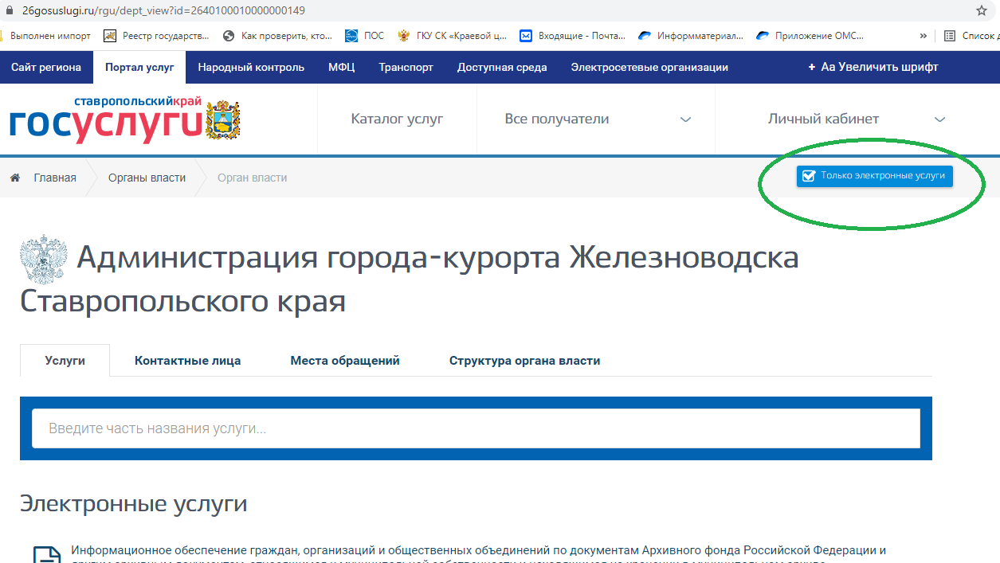 26gosuslugi.ru/rgu/dept_view?id=2640100010000000149
Выполнен импорт Реестр государств... Как проверить, кто... ПОС ГКУ СК «Краевой ц... Входящие - Почта... Информматериал... Приложение ОМС... » Список д
Сайт региона Портал услуг Народный контроль МФЦ Транспорт Доступная среда Электросетевые организации + Aa Увеличить шрифт
ставропольскийкрай
госуслуги
Каталог услуг Все получатели Личный кабинет
Главная Органы власти Орган власти Только электронные услуги
Администрация города-курорта Железноводска
Ставропольского края
Услуги Контактные лица Места обращений Структура органа власти
Введите часть названия услуги...
Электронные услуги
Информационное обеспечение граждан, организаций и общественных объединений по документам Архивного фонда Российской Федерации и